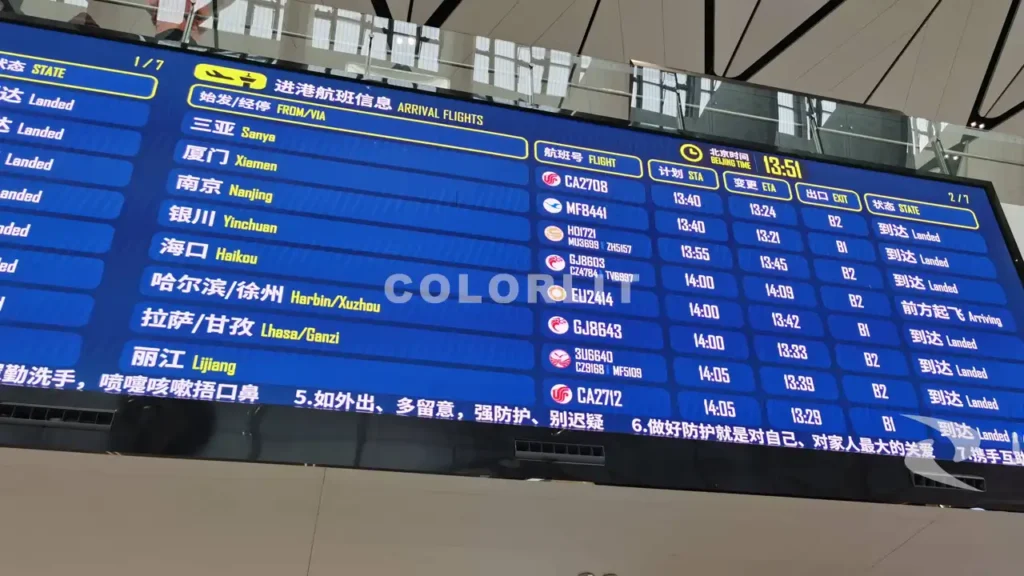 1/7
状态 STATE
进港航班信息 ARRIVAL FLIGHTS
北京时间 BEIJING TIME 13:51
2/7
始发/经停 FROM/VIA 航班号 FLIGHT 计划 STA 变更 ETA 出口 EXIT 状态 STATE
达 Landed
达 Landed
Landed
三亚 Sanya CA2708 13:40 13:24 B2 到达 Landed
厦门 Xiamen MF8441 13:40 13:21 B1 到达 Landed
南京 Nanjing HO1721 MU3699 ZH5157 13:55 13:45 B2 到达 Landed
银川 Yinchuan GJ8603 CZ4784 TV6997 14:00 14:09 B2 前方起飞 Arriving
海口 Haikou EU2414 14:00 13:42 B1 到达 Landed
哈尔滨/徐州 Harbin/Xuzhou GJ8643 14:00 13:33 B2 到达 Landed
拉萨/甘孜 Lhasa/Ganzi 3U6640 CZ9168 MF5109 14:05 13:39 B2 到达 Landed
丽江 Lijiang CA2712 14:05 13:29 B1 到达 Landed
勤洗手，喷嚏咳嗽捂口鼻 5.如外出、多留意，强防护、别迟疑 6.做好防护就是对自己、对家人最大的关爱 7.携手互